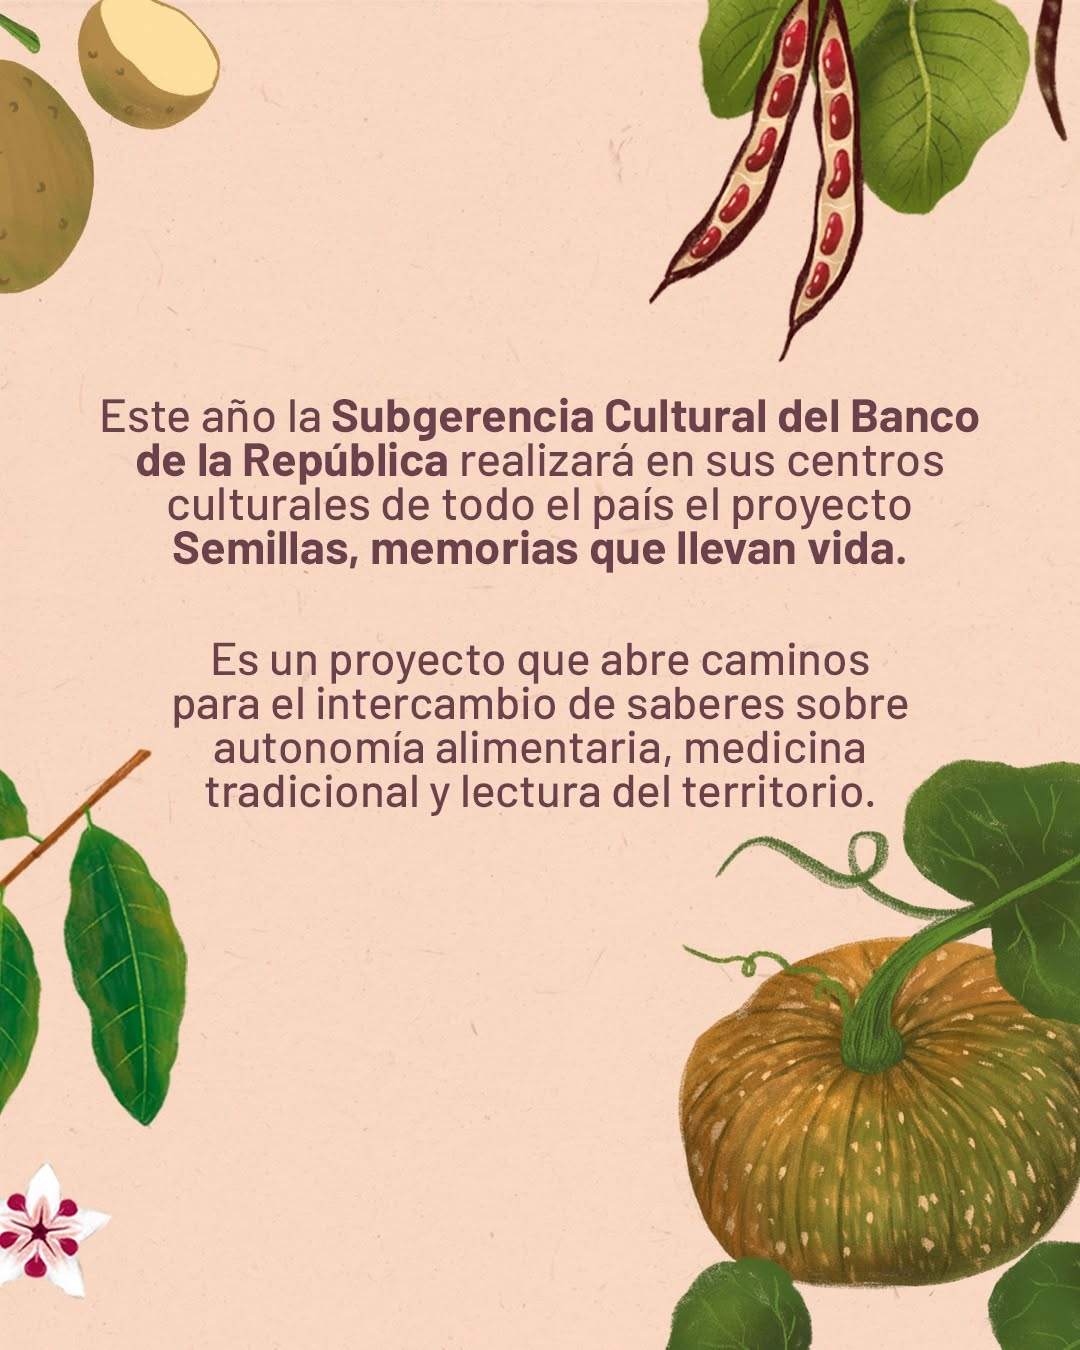 Este año la Subgerencia Cultural del Banco
de la República realizará en sus centros
culturales de todo el país el proyecto
Semillas, memorias que llevan vida.
Es un proyecto que abre caminos
para el intercambio de saberes sobre
autonomía alimentaria, medicina
tradicional y lectura del territorio.